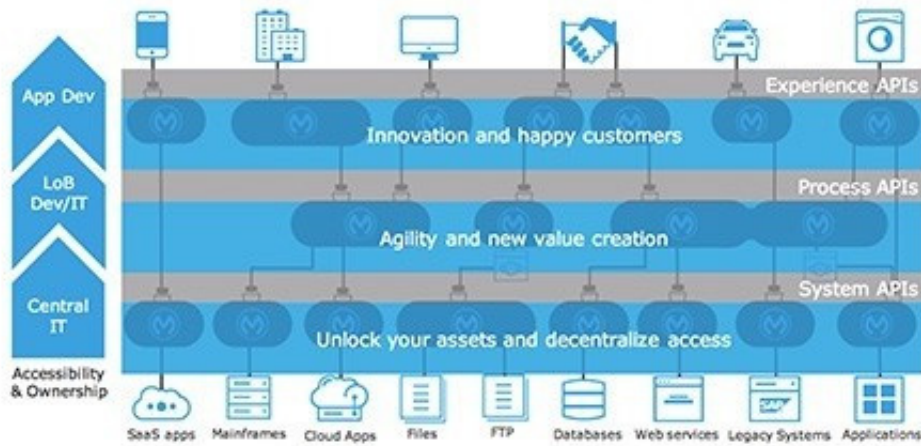 Experience APIs
App Dev
Innovation and happy customers
Process APIs
LoB
Dev/IT
Agility and new value creation
System APIs
Central
IT
Unlock your assets and decentralize access
Accessibility
& Ownership
SAP
SaaS apps
Mainframes
Cloud Apps
Files
FTP
Databases
Web services
Legacy Systems
Applications